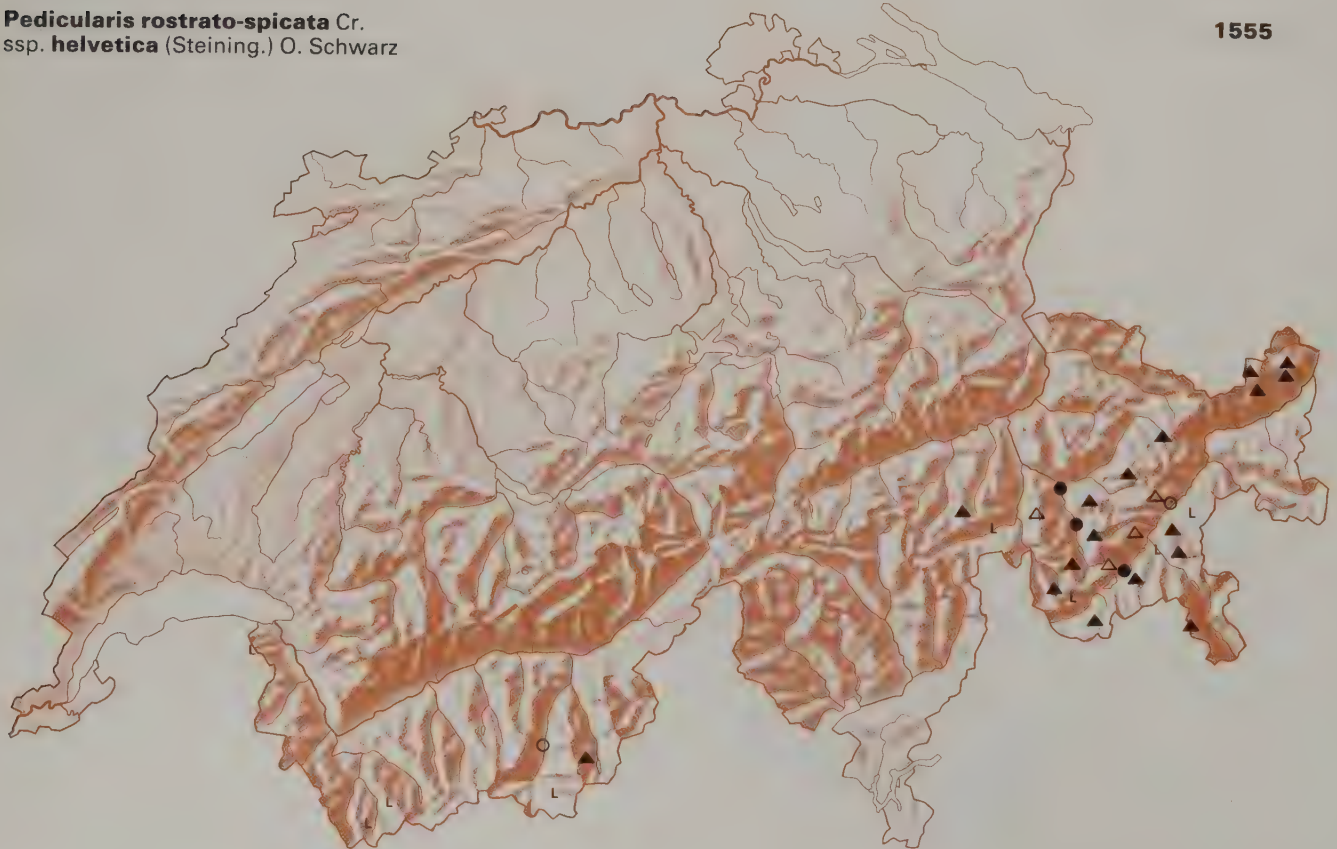 Pedicularis rostrato-spicata Cr.
ssp. helvetica (Steining.) O. Schwarz
1555
L
L
L
L
L
L
L